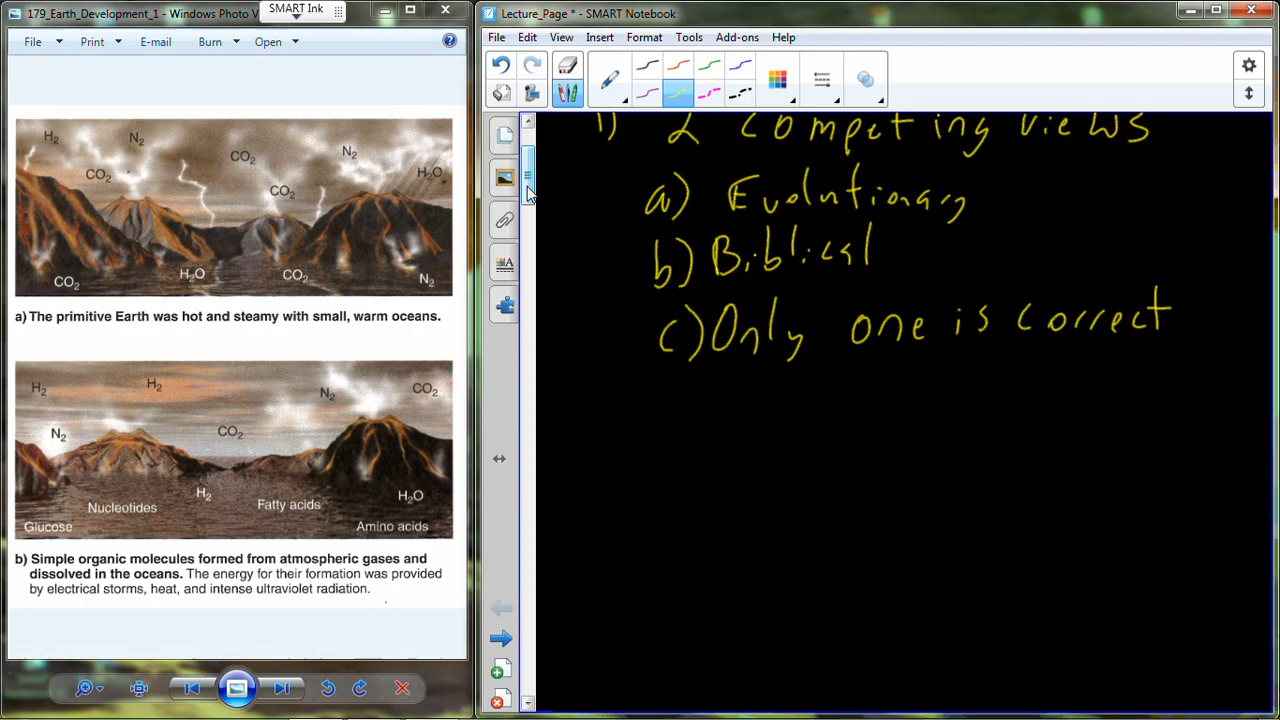 179_Earth_Development_1 - Windows Photo V
SMART Ink
File Print E-mail Burn Open
H2
N2
CO2
N2
CO2
CO2
H2O
CO2
H2O
CO2
N2
a) The primitive Earth was hot and steamy with small, warm oceans.
H2
H2
N2
CO2
N2
CO2
H2
H2O
Nucleotides
Fatty acids
Glucose
Amino acids
b) Simple organic molecules formed from atmospheric gases and
dissolved in the oceans. The energy for their formation was provided
by electrical storms, heat, and intense ultraviolet radiation.
Lecture_Page * - SMART Notebook
File Edit View Insert Format Tools Add-ons Help
1) 2 Competing views
a) Evolutionary
b) Biblical
c) Only one is correct